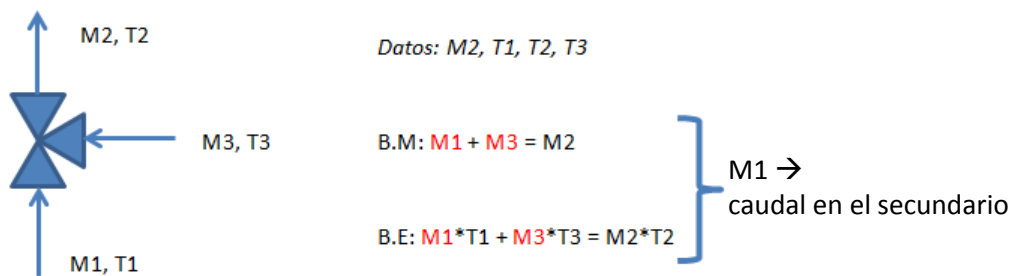 M2, T2
Datos: M2, T1, T2, T3
M3, T3
B.M: M1 + M3 = M2
M1 →
caudal en el secundario
B.E: M1*T1 + M3*T3 = M2*T2
M1, T1